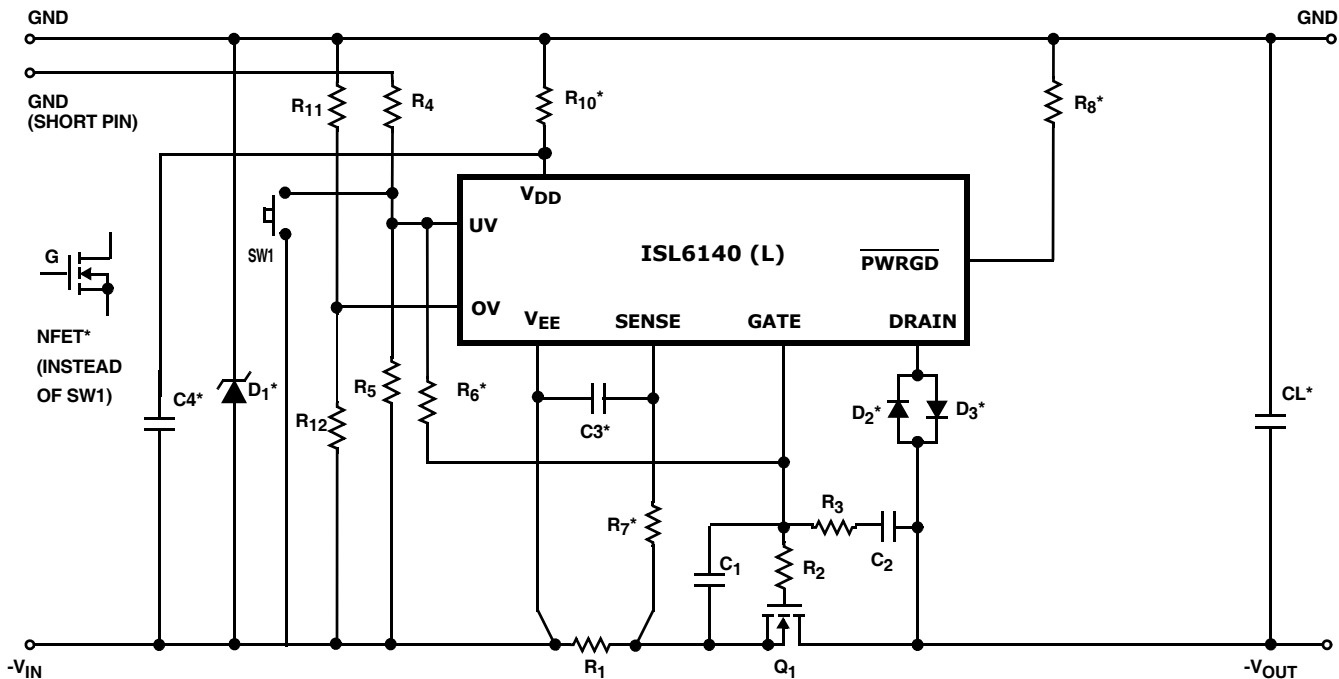 GND
GND
GND
(SHORT PIN)
R11
R4
R10*
R8*
VDD
UV
ISL6140 (L)
PWRGD
SW1
G
OV
VEE
SENSE
GATE
DRAIN
NFET*
(INSTEAD
OF SW1)
C4*
D1*
R5
R6*
D2*
D3*
CL*
R12
C3*
R7*
R3
C1
R2
C2
-VIN
R1
Q1
-VOUT